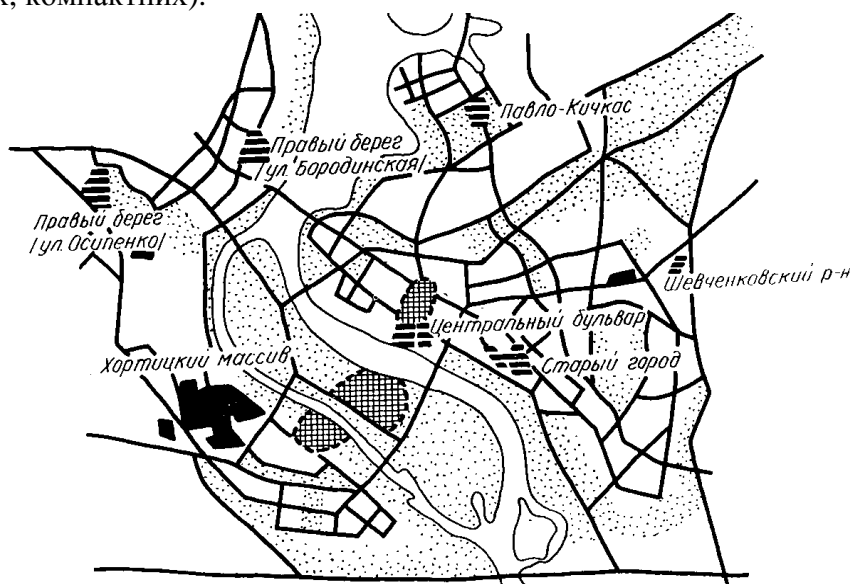 х, компактних).
Павло-Кичкас
Правый берег
/ул. Бородинская/
Правый берег
/ул. Осипенко/
Шевченковский р-н
Центральный бульвар
Хортицкий массив
Старый город